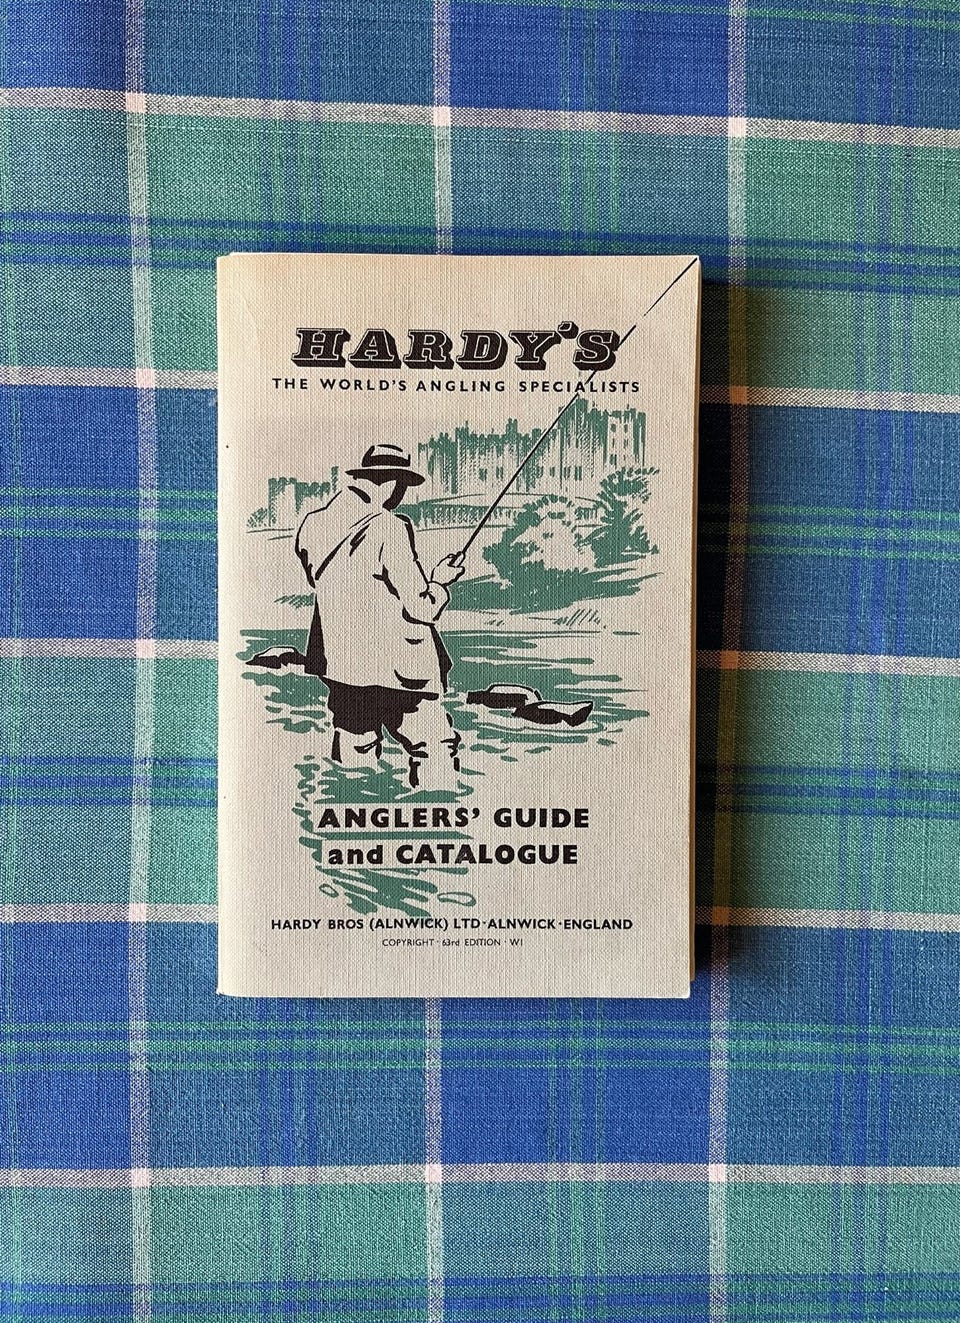 HARDY'S
THE WORLD'S ANGLING SPECIALISTS
ANGLERS' GUIDE
and CATALOGUE
HARDY BROS (ALNWICK) LTD · ALNWICK · ENGLAND
COPYRIGHT · 63rd EDITION · W1